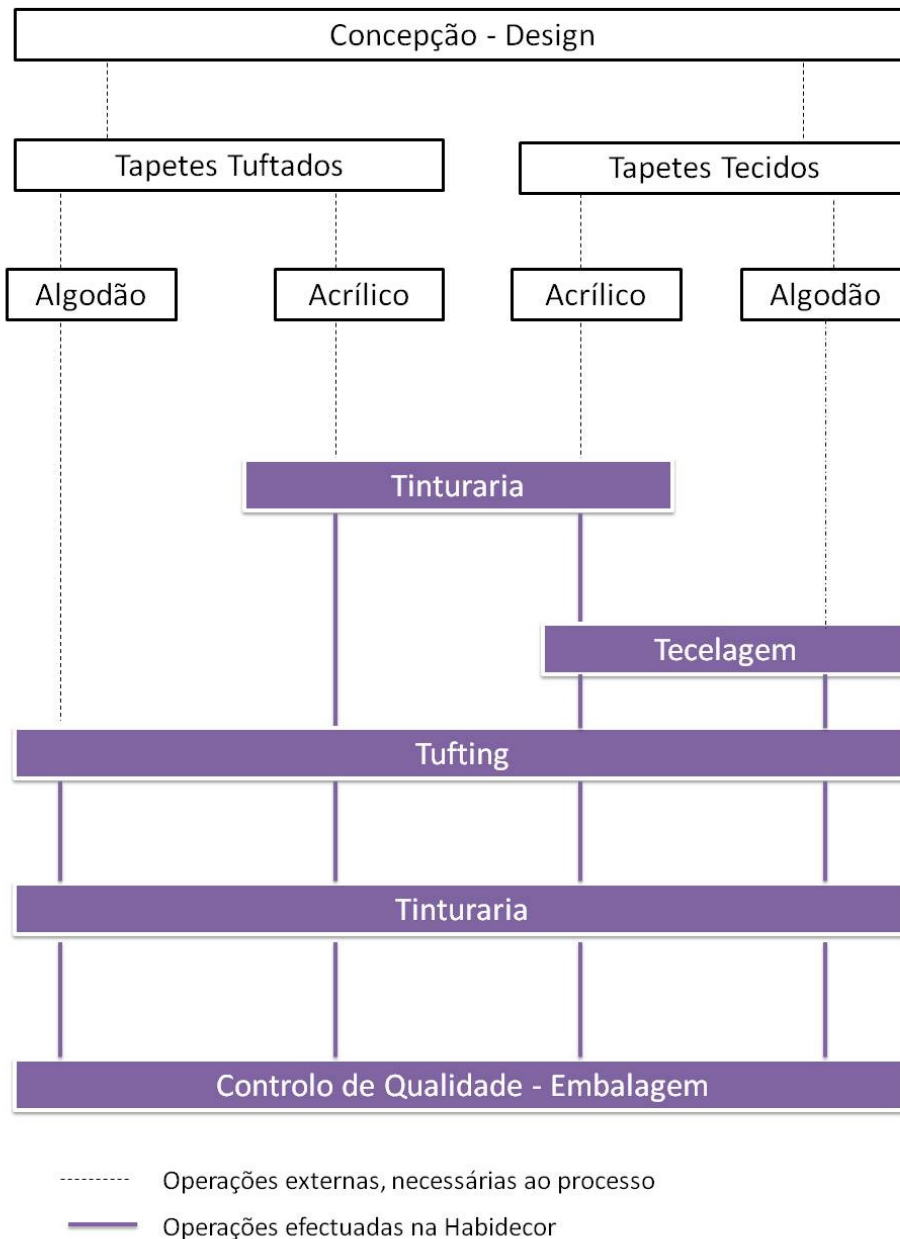 Concepção - Design
Tapetes Tuftados
Tapetes Tecidos
Algodão
Acrílico
Acrílico
Algodão
Tinturaria
Tecelagem
Tufting
Tinturaria
Controlo de Qualidade - Embalagem
Operações externas, necessárias ao processo
Operações efectuadas na Habidecor